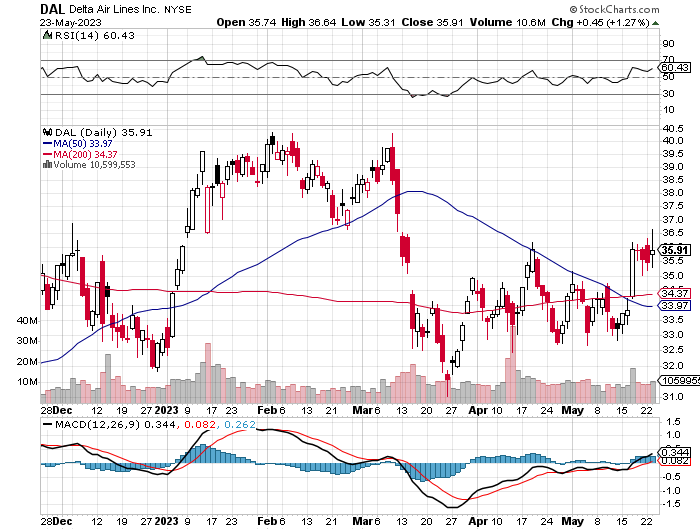 DAL Delta Air Lines Inc. NYSE © StockCharts.com
23-May-2023 Open 35.74 High 36.64 Low 35.31 Close 35.91 Volume 10.6M Chg +0.45 (+1.27%)
RSI(14) 60.43
90
70
60.43
50
30
10
DAL (Daily) 35.91
MA(50) 33.97
MA(200) 34.37
Volume 10,599,553
40.5
40.0
39.5
39.0
38.5
38.0
37.5
37.0
36.5
35.91
35.5
35.0
34.37
33.97
33.5
33.0
32.5
32.0
31.5
31.0
40M
30M
20M
10M
1059955
28 Dec 12 19 27 2023 9 17 23 Feb 6 13 21 27 Mar 6 13 20 27 Apr 10 17 24 May 8 15 22
MACD(12,26,9) 0.344, 0.082, 0.262
1.5
1.0
0.344
0.082
-0.5
-1.0
-1.5
28 Dec 12 19 27 2023 9 17 23 Feb 6 13 21 27 Mar 6 13 20 27 Apr 10 17 24 May 8 15 22